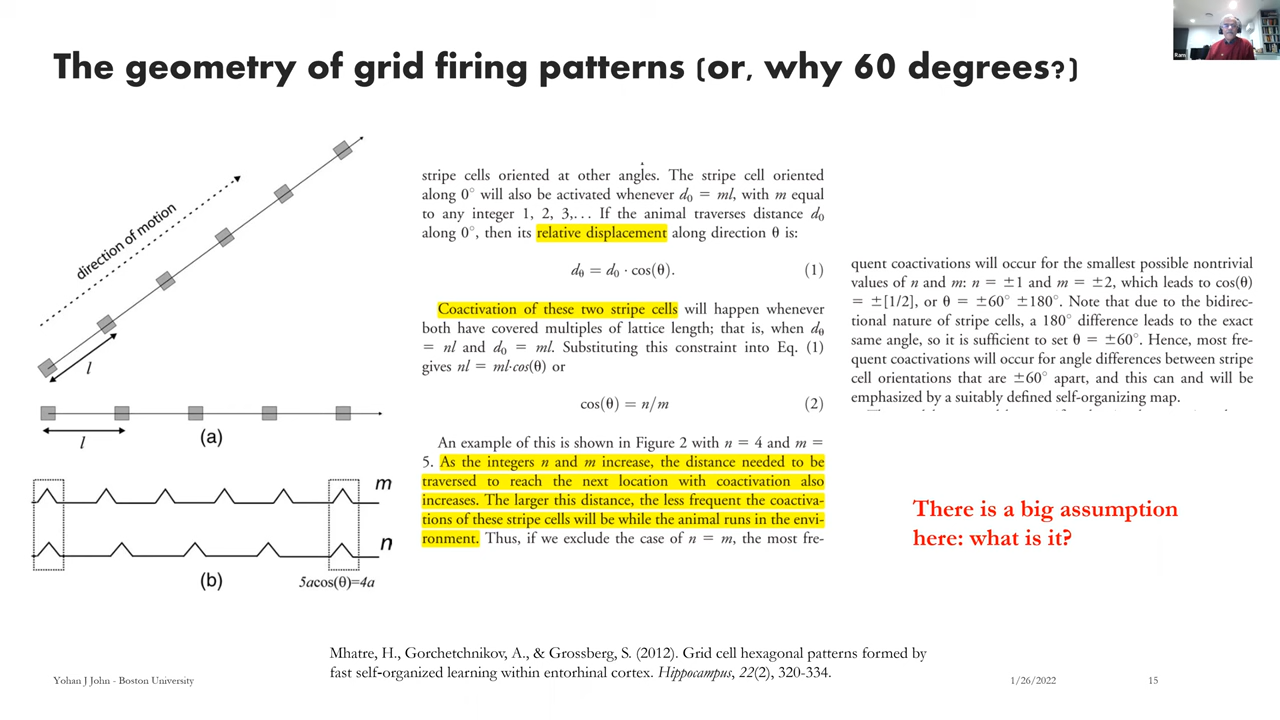 The geometry of grid firing patterns (or, why 60 degrees?)
direction of motion
l
l
(a)
m
n
(b)
5acos(θ)=4a
stripe cells oriented at other angles. The stripe cell oriented
along 0° will also be activated whenever d₀ = ml, with m equal
to any integer 1, 2, 3,… If the animal traverses distance d₀
along 0°, then its relative displacement along direction θ is:
dθ = d₀ · cos(θ). (1)
Coactivation of these two stripe cells will happen whenever
both have covered multiples of lattice length; that is, when dθ
= nl and d₀ = ml. Substituting this constraint into Eq. (1)
gives nl = ml·cos(θ) or
cos(θ) = n/m (2)
An example of this is shown in Figure 2 with n = 4 and m =
5. As the integers n and m increase, the distance needed to be
traversed to reach the next location with coactivation also
increases. The larger this distance, the less frequent the coactiva-
tions of these stripe cells will be while the animal runs in the envi-
ronment. Thus, if we exclude the case of n = m, the most fre-
quent coactivations will occur for the smallest possible nontrivial
values of n and m: n = ±1 and m = ±2, which leads to cos(θ)
= ±[1/2], or θ = ±60° ±180°. Note that due to the bidirec-
tional nature of stripe cells, a 180° difference leads to the exact
same angle, so it is sufficient to set θ = ±60°. Hence, most fre-
quent coactivations will occur for angle differences between stripe
cell orientations that are ±60° apart, and this can and will be
emphasized by a suitably defined self-organizing map.
There is a big assumption
here: what is it?
Mhatre, H., Gorchetchnikov, A., & Grossberg, S. (2012). Grid cell hexagonal patterns formed by
fast self-organized learning within entorhinal cortex. Hippocampus, 22(2), 320-334.
Yohan J John - Boston University
1/26/2022
15